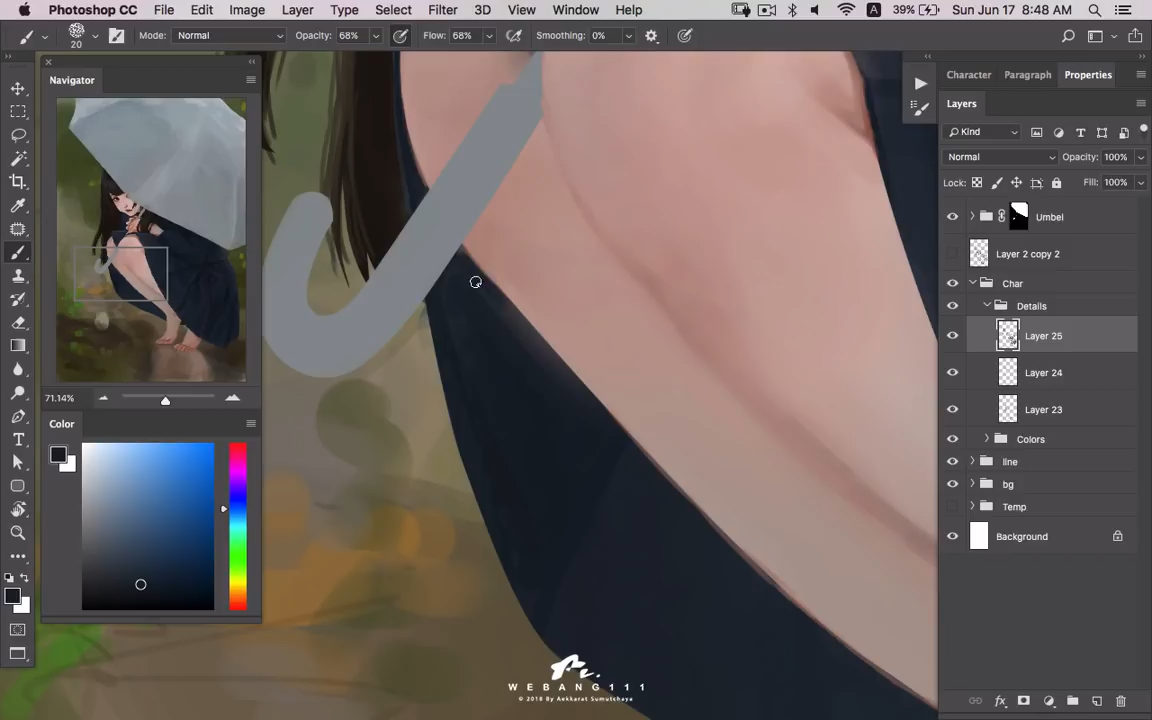 Photoshop CC File Edit Image Layer Type Select Filter 3D View Window Help A 39% Sun Jun 17 8:48 AM
20 Mode: Normal Opacity: 68% Flow: 68% Smoothing: 0%
Navigator
71.14%
Color
Character Paragraph Properties
Layers
Kind
Normal Opacity: 100%
Lock: Fill: 100%
Umbel
Layer 2 copy 2
Char
Details
Layer 25
Layer 24
Layer 23
Colors
line
bg
Temp
Background
WEBANG111
© 2018 By Aekkarat Sumutchaya